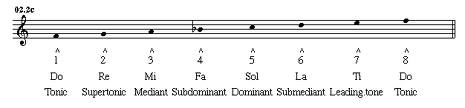 02.2c
^ ^ ^ ^ ^ ^ ^ ^
1 2 3 4 5 6 7 8
Do Re Mi Fa Sol La Ti Do
Tonic Supertonic Mediant Subdominant Dominant Submediant Leading tone Tonic